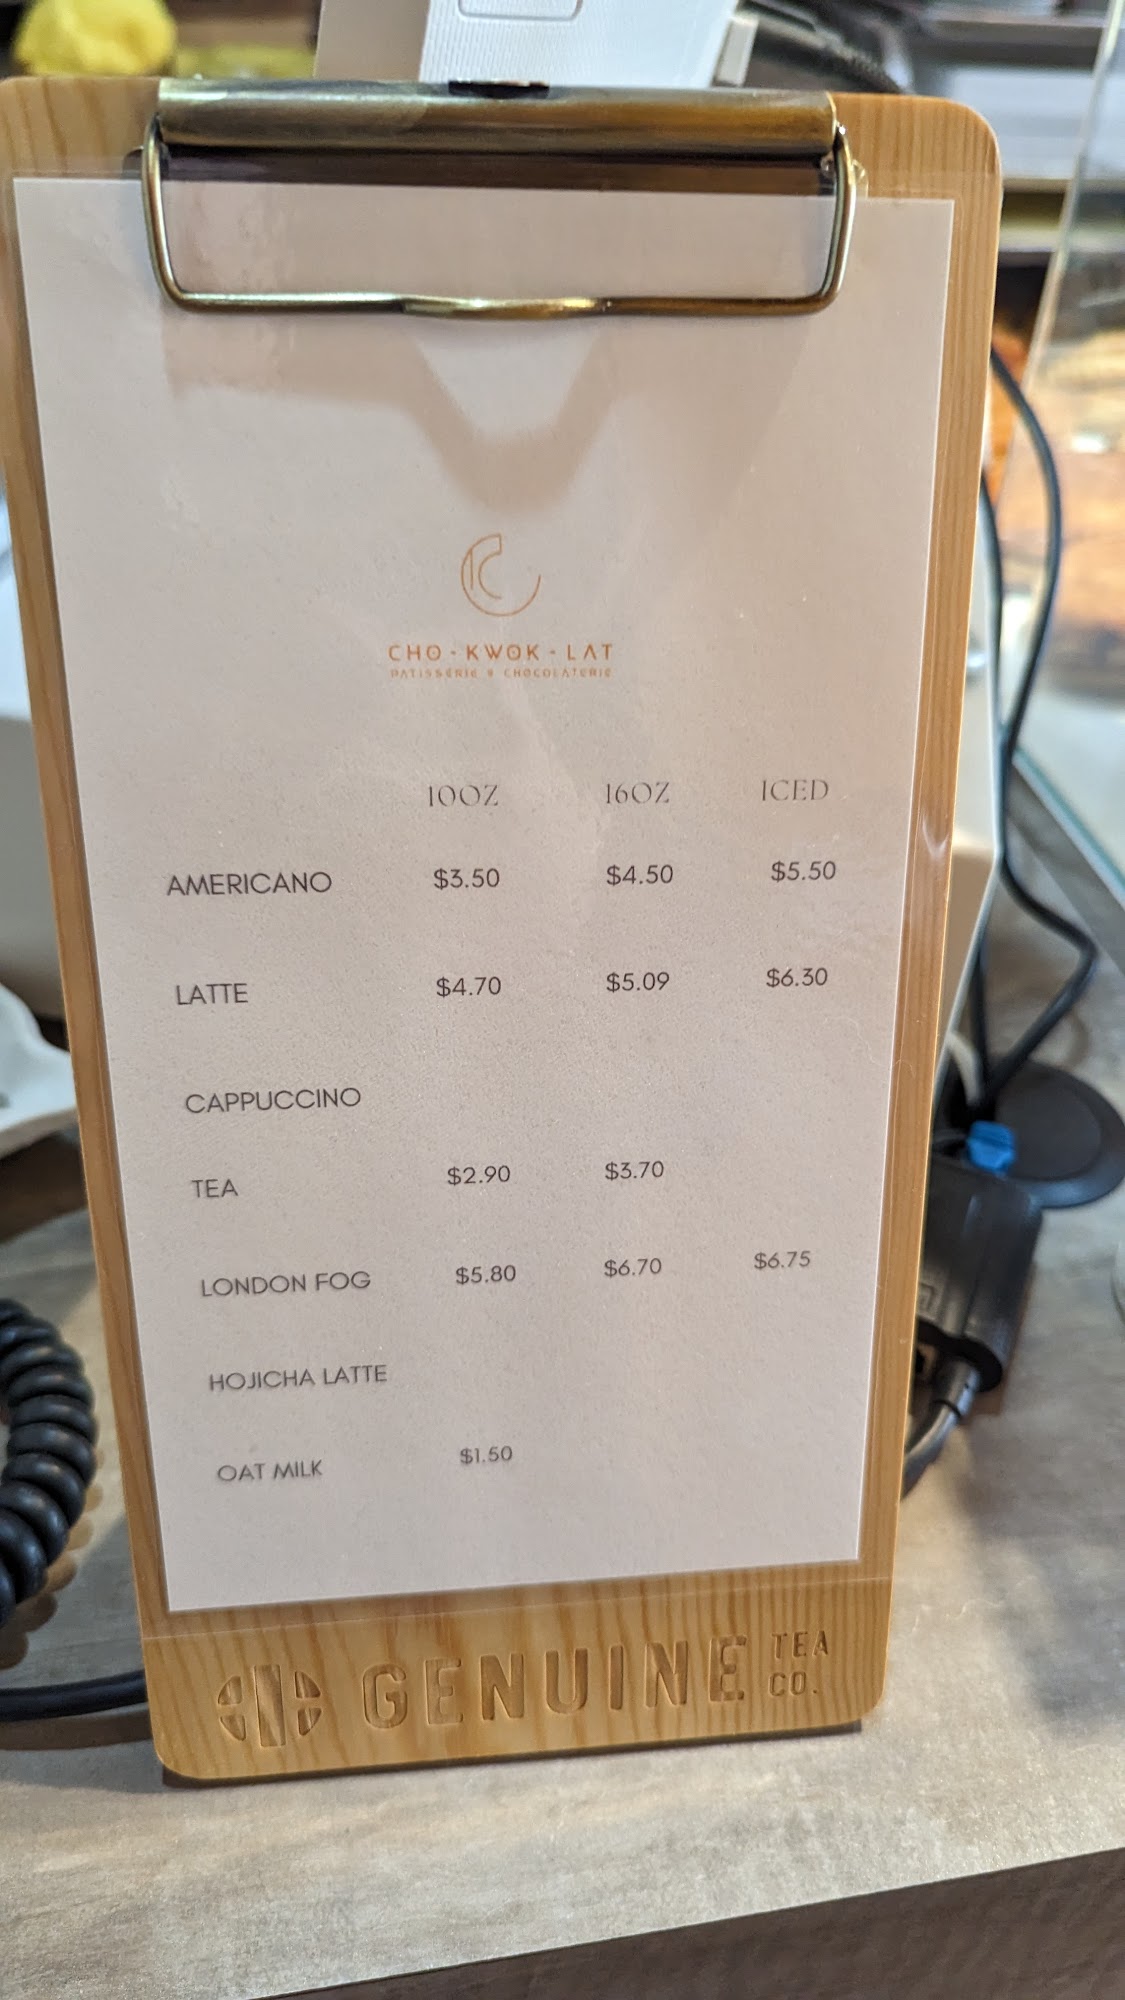 CHO-KWOK-LAT
PATISSERIE & CHOCOLATERIE
10OZ 16OZ ICED
AMERICANO $3.50 $4.50 $5.50
LATTE $4.70 $5.09 $6.30
CAPPUCCINO
TEA $2.90 $3.70
LONDON FOG $5.80 $6.70 $6.75
HOJICHA LATTE
OAT MILK $1.50
GENUINE TEA CO.